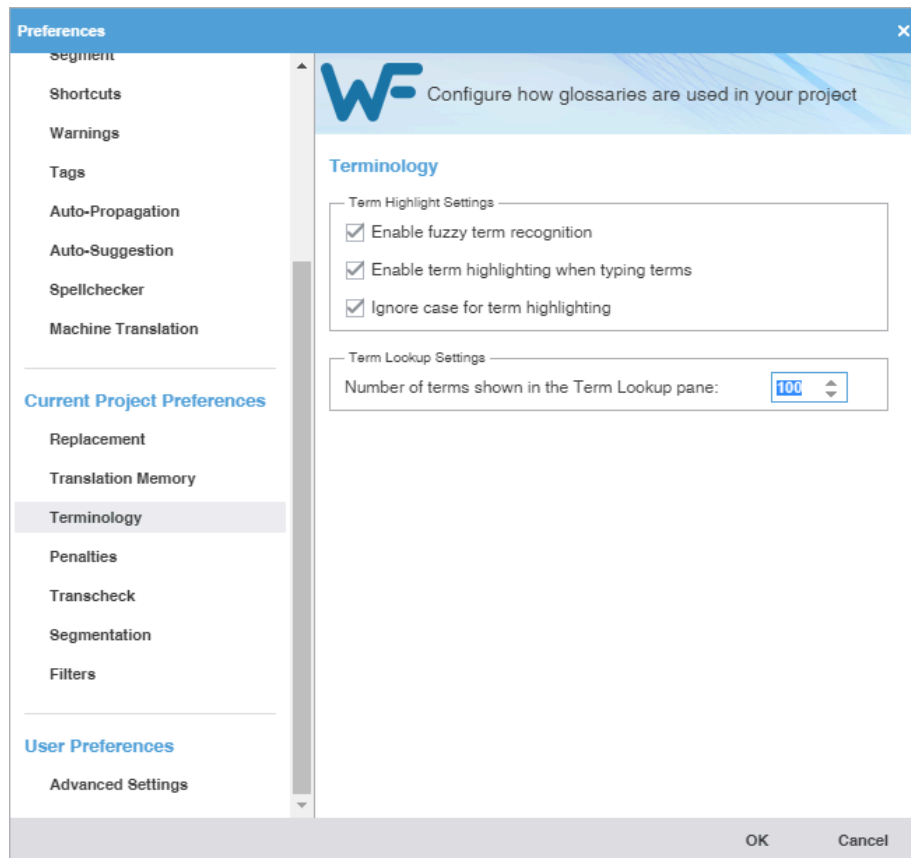 Preferences
Segment
Shortcuts
Warnings
Tags
Auto-Propagation
Auto-Suggestion
Spellchecker
Machine Translation
Current Project Preferences
Replacement
Translation Memory
Terminology
Penalties
Transcheck
Segmentation
Filters
User Preferences
Advanced Settings
WF Configure how glossaries are used in your project
Terminology
Term Highlight Settings
Enable fuzzy term recognition
Enable term highlighting when typing terms
Ignore case for term highlighting
Term Lookup Settings
Number of terms shown in the Term Lookup pane: 100
OK Cancel